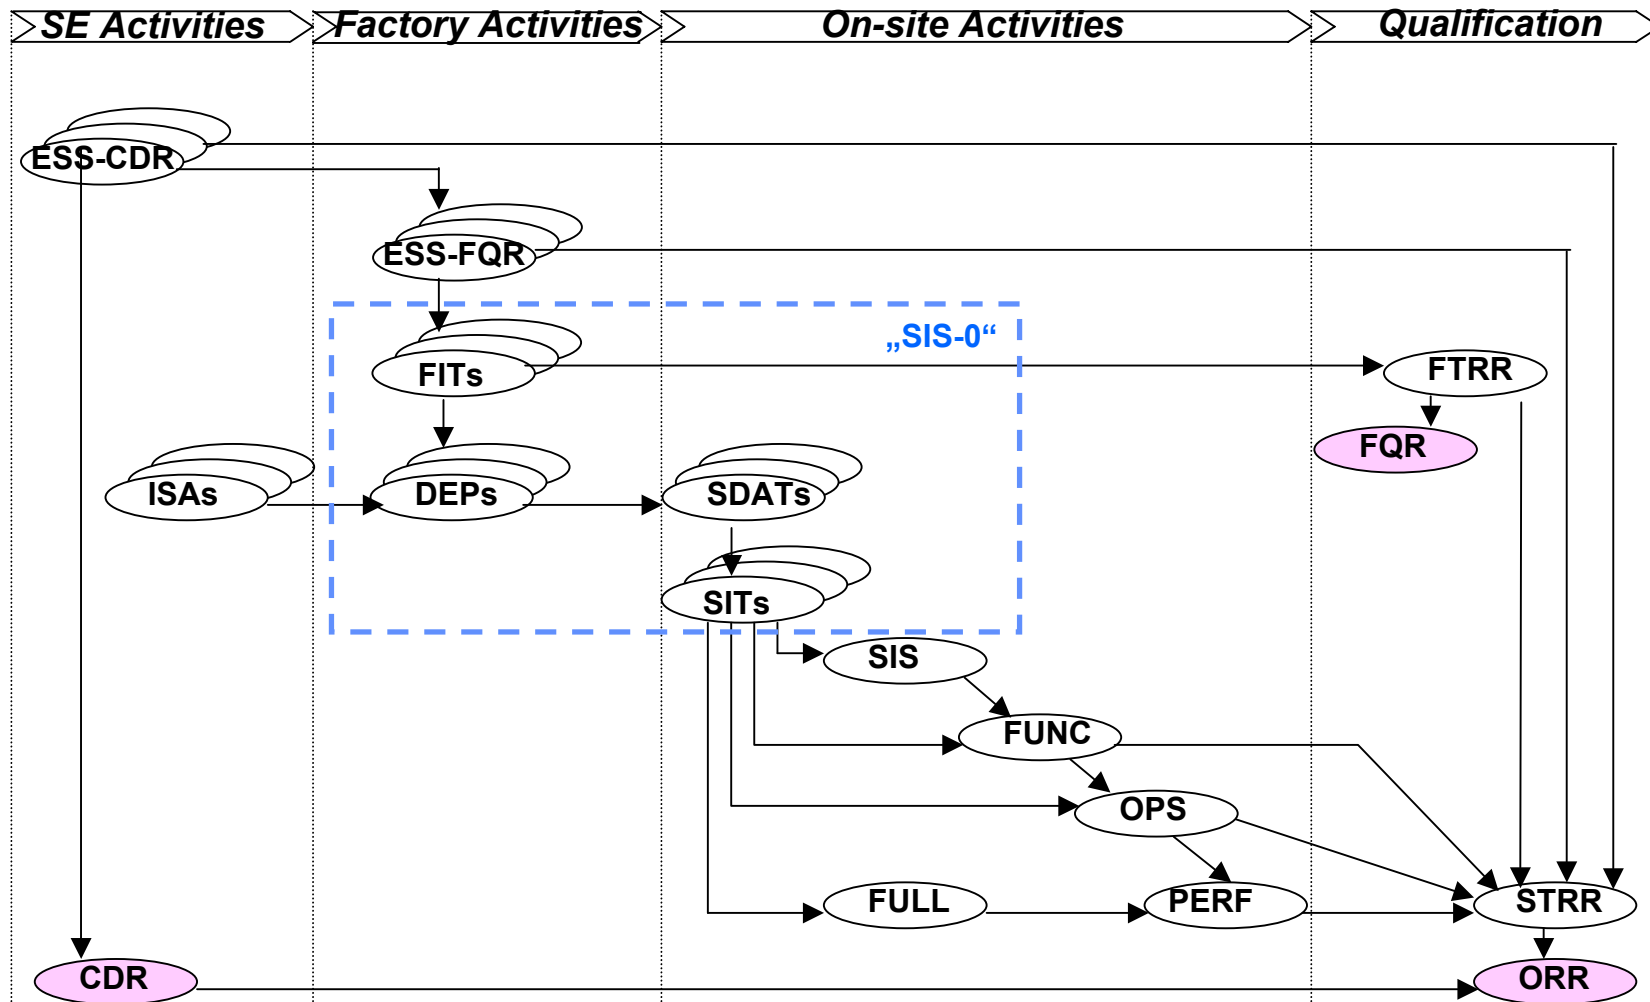 SE Activities
Factory Activities
On-site Activities
Qualification
ESS-CDR
ESS-FQR
„SIS-0“
FITs
FTRR
FQR
ISAs
DEPs
SDATs
SITs
SIS
FUNC
OPS
FULL
PERF
STRR
CDR
ORR